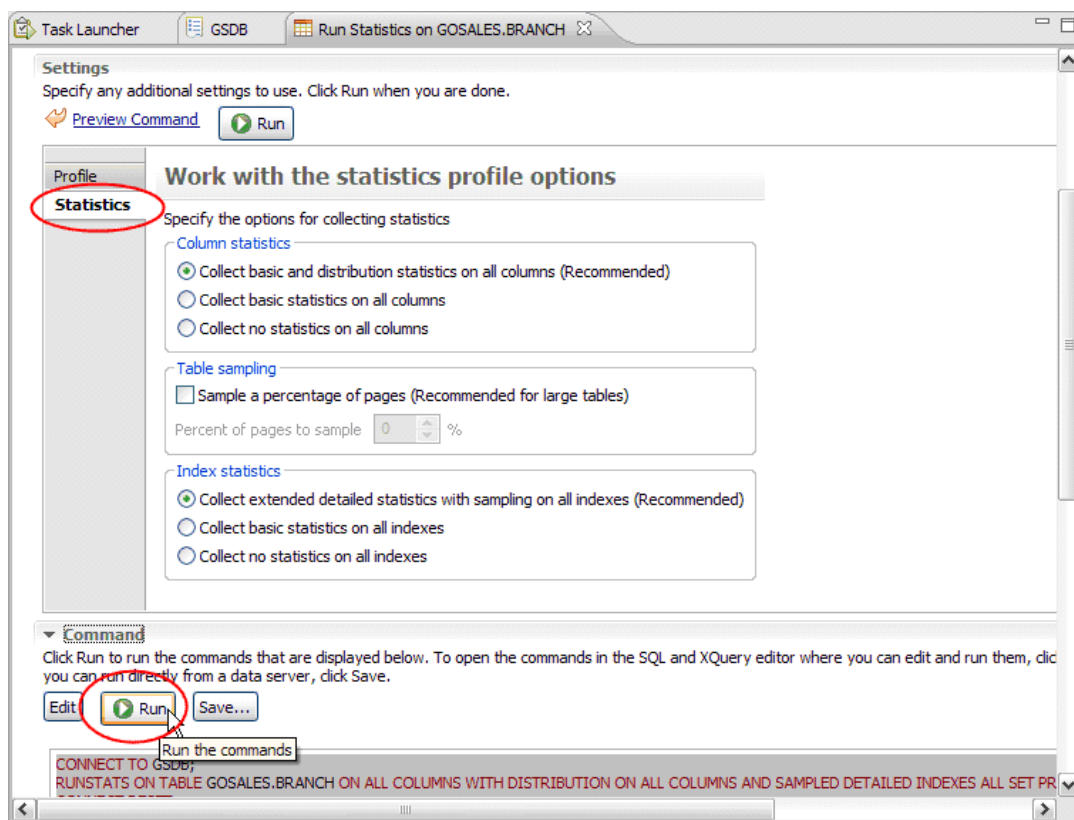 Task Launcher GSDB Run Statistics on GOSALES.BRANCH
Settings
Specify any additional settings to use. Click Run when you are done.
Preview Command Run
Profile
Statistics
Work with the statistics profile options
Specify the options for collecting statistics
Column statistics
Collect basic and distribution statistics on all columns (Recommended)
Collect basic statistics on all columns
Collect no statistics on all columns
Table sampling
Sample a percentage of pages (Recommended for large tables)
Percent of pages to sample 0 %
Index statistics
Collect extended detailed statistics with sampling on all indexes (Recommended)
Collect basic statistics on all indexes
Collect no statistics on all indexes
Command
Click Run to run the commands that are displayed below. To open the commands in the SQL and XQuery editor where you can edit and run them, clic
you can run directly from a data server, click Save.
Edit Run Save...
Run the commands
CONNECT TO GSDB;
RUNSTATS ON TABLE GOSALES.BRANCH ON ALL COLUMNS WITH DISTRIBUTION ON ALL COLUMNS AND SAMPLED DETAILED INDEXES ALL SET PR